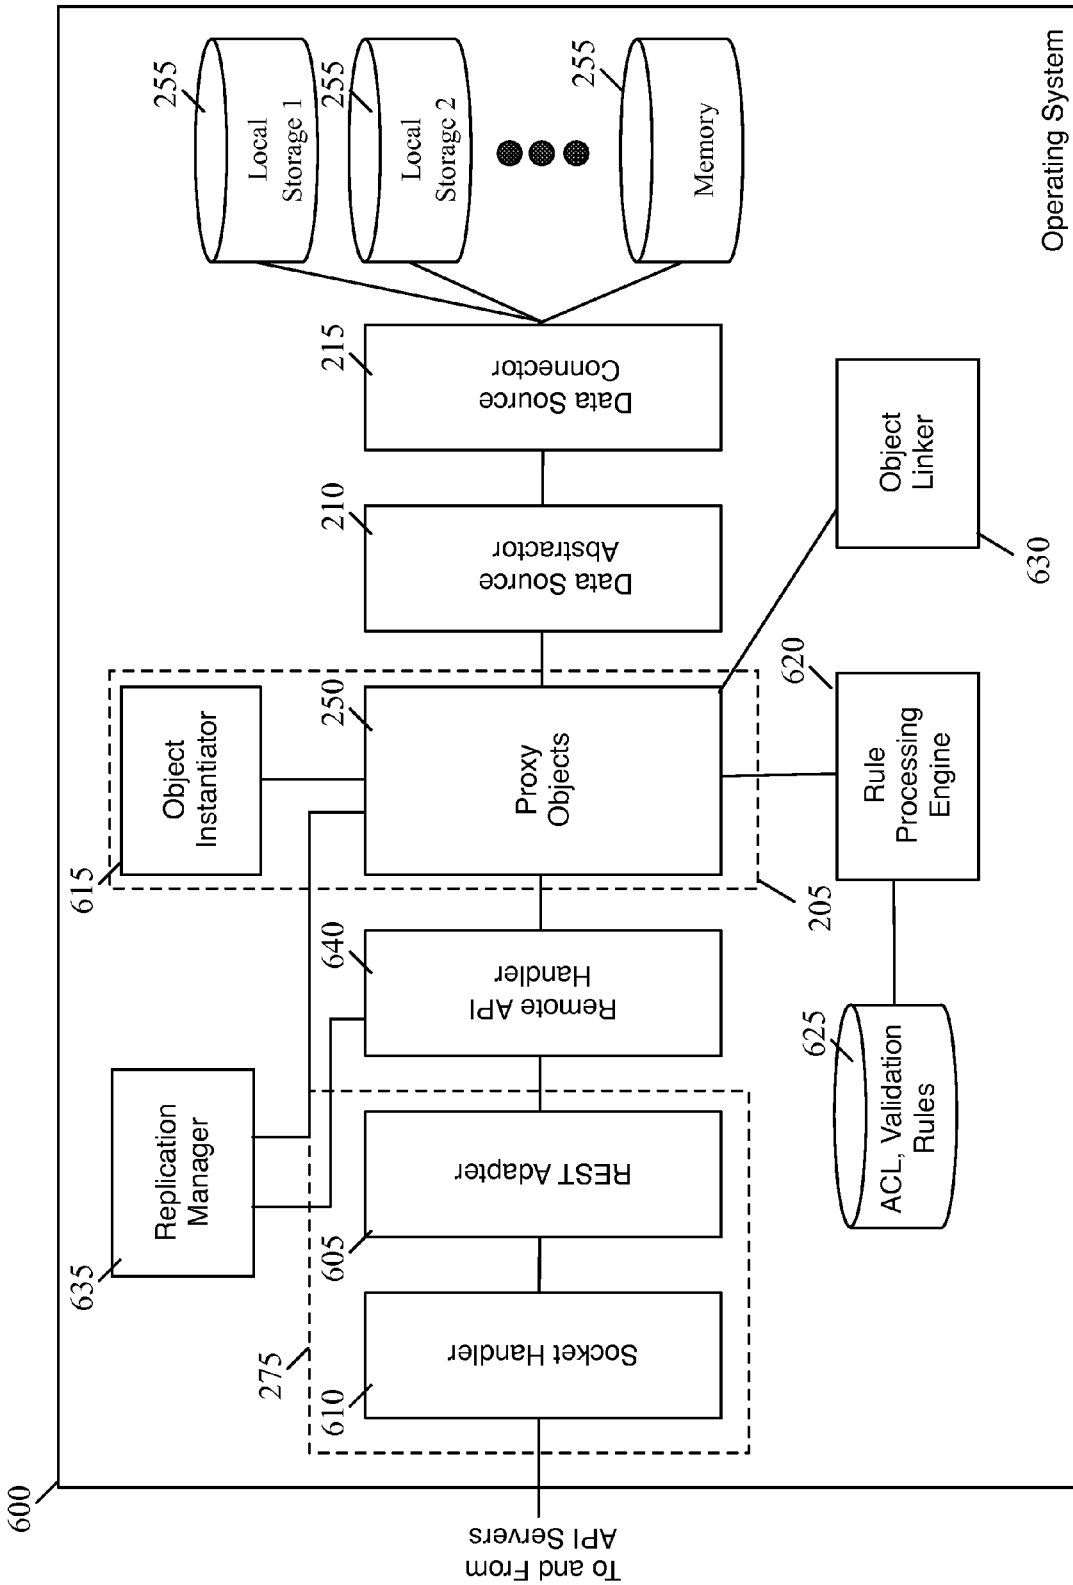 600
To and From
API Servers
275
610
Socket Handler
605
REST Adapter
635
Replication
Manager
640
Remote API
Handler
615
Object
Instantiator
250
Proxy
Objects
205
210
Data Source
Abstractor
215
Data Source
Connector
255
Local
Storage 1
255
Local
Storage 2
255
Memory
625
ACL, Validation
Rules
620
Rule
Processing
Engine
630
Object
Linker
Operating System